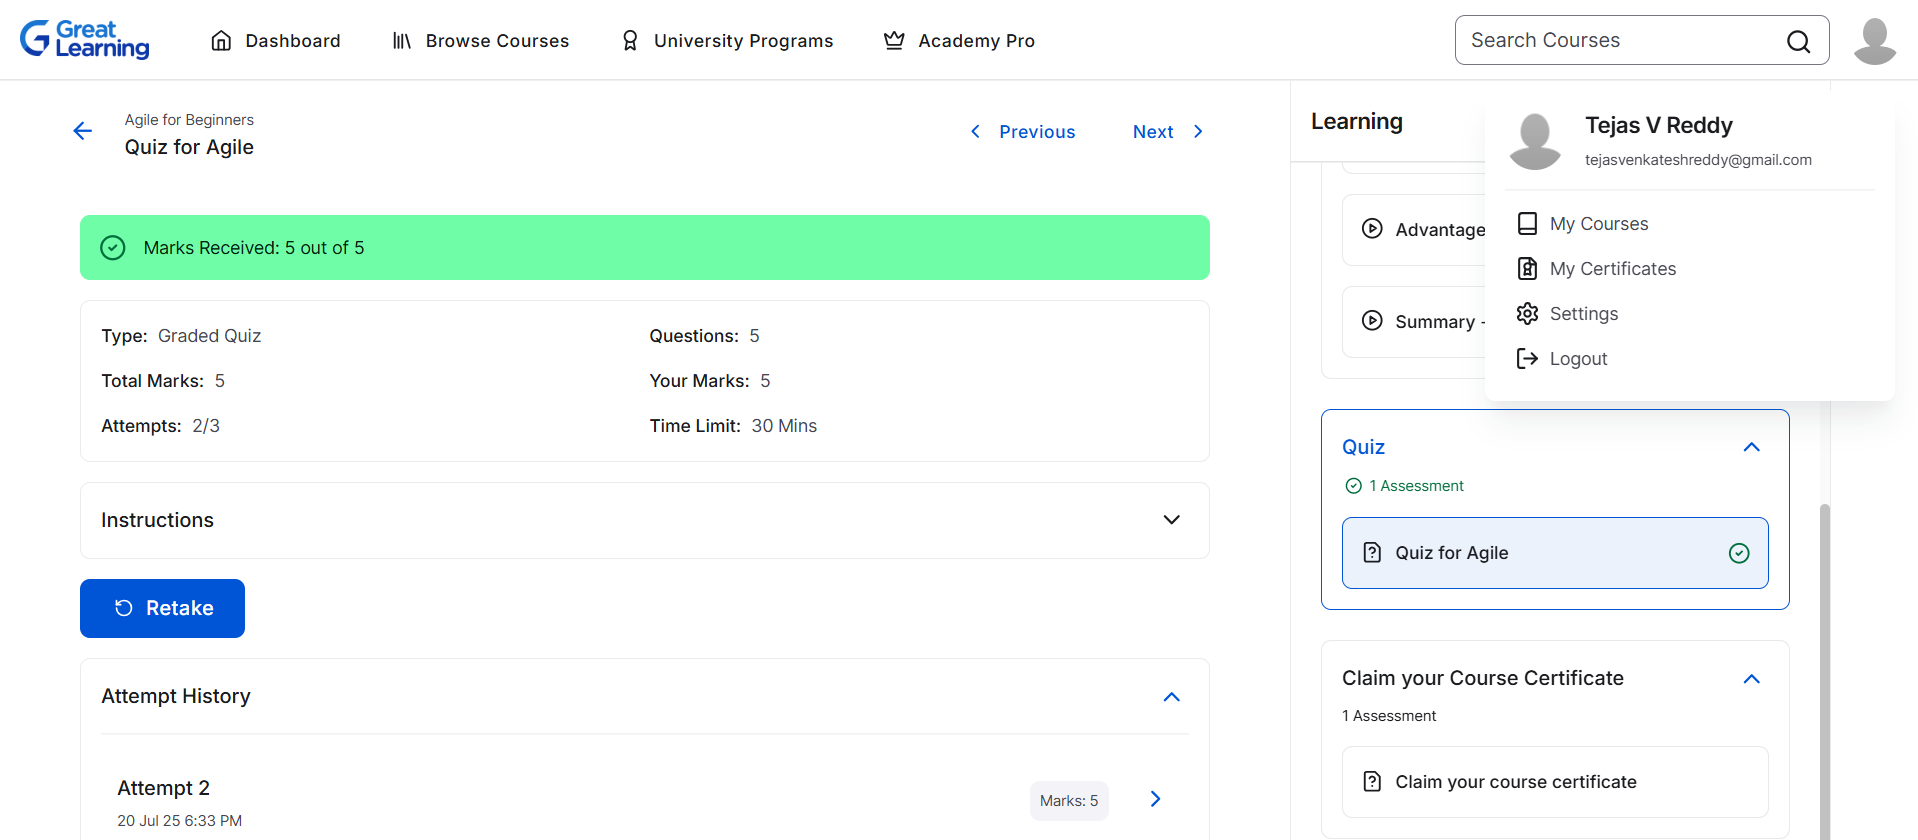 Great Learning
Dashboard
Browse Courses
University Programs
Academy Pro
Search Courses
Agile for Beginners
Quiz for Agile
Previous
Next
Marks Received: 5 out of 5
Type: Graded Quiz
Questions: 5
Total Marks: 5
Your Marks: 5
Attempts: 2/3
Time Limit: 30 Mins
Instructions
Retake
Attempt History
Attempt 2
20 Jul 25 6:33 PM
Marks: 5
Learning
Advantage
Summary -
Tejas V Reddy
tejasvenkateshreddy@gmail.com
My Courses
My Certificates
Settings
Logout
Quiz
1 Assessment
Quiz for Agile
Claim your Course Certificate
1 Assessment
Claim your course certificate